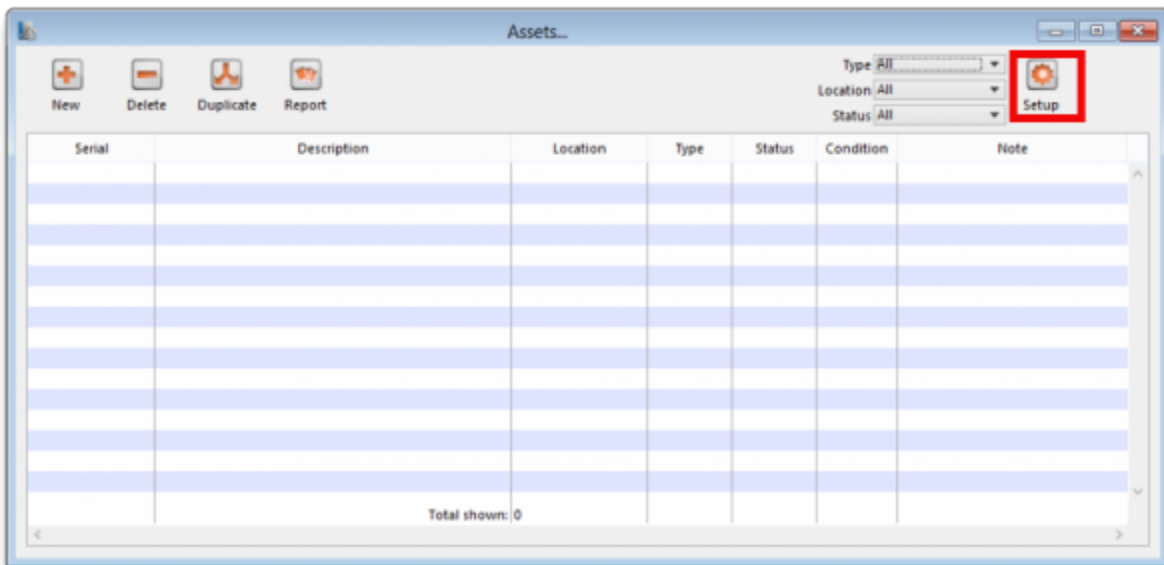 Assets...
New Delete Duplicate Report Type All Setup
Location All
Status All
Serial Description Location Type Status Condition Note
Total shown: 0